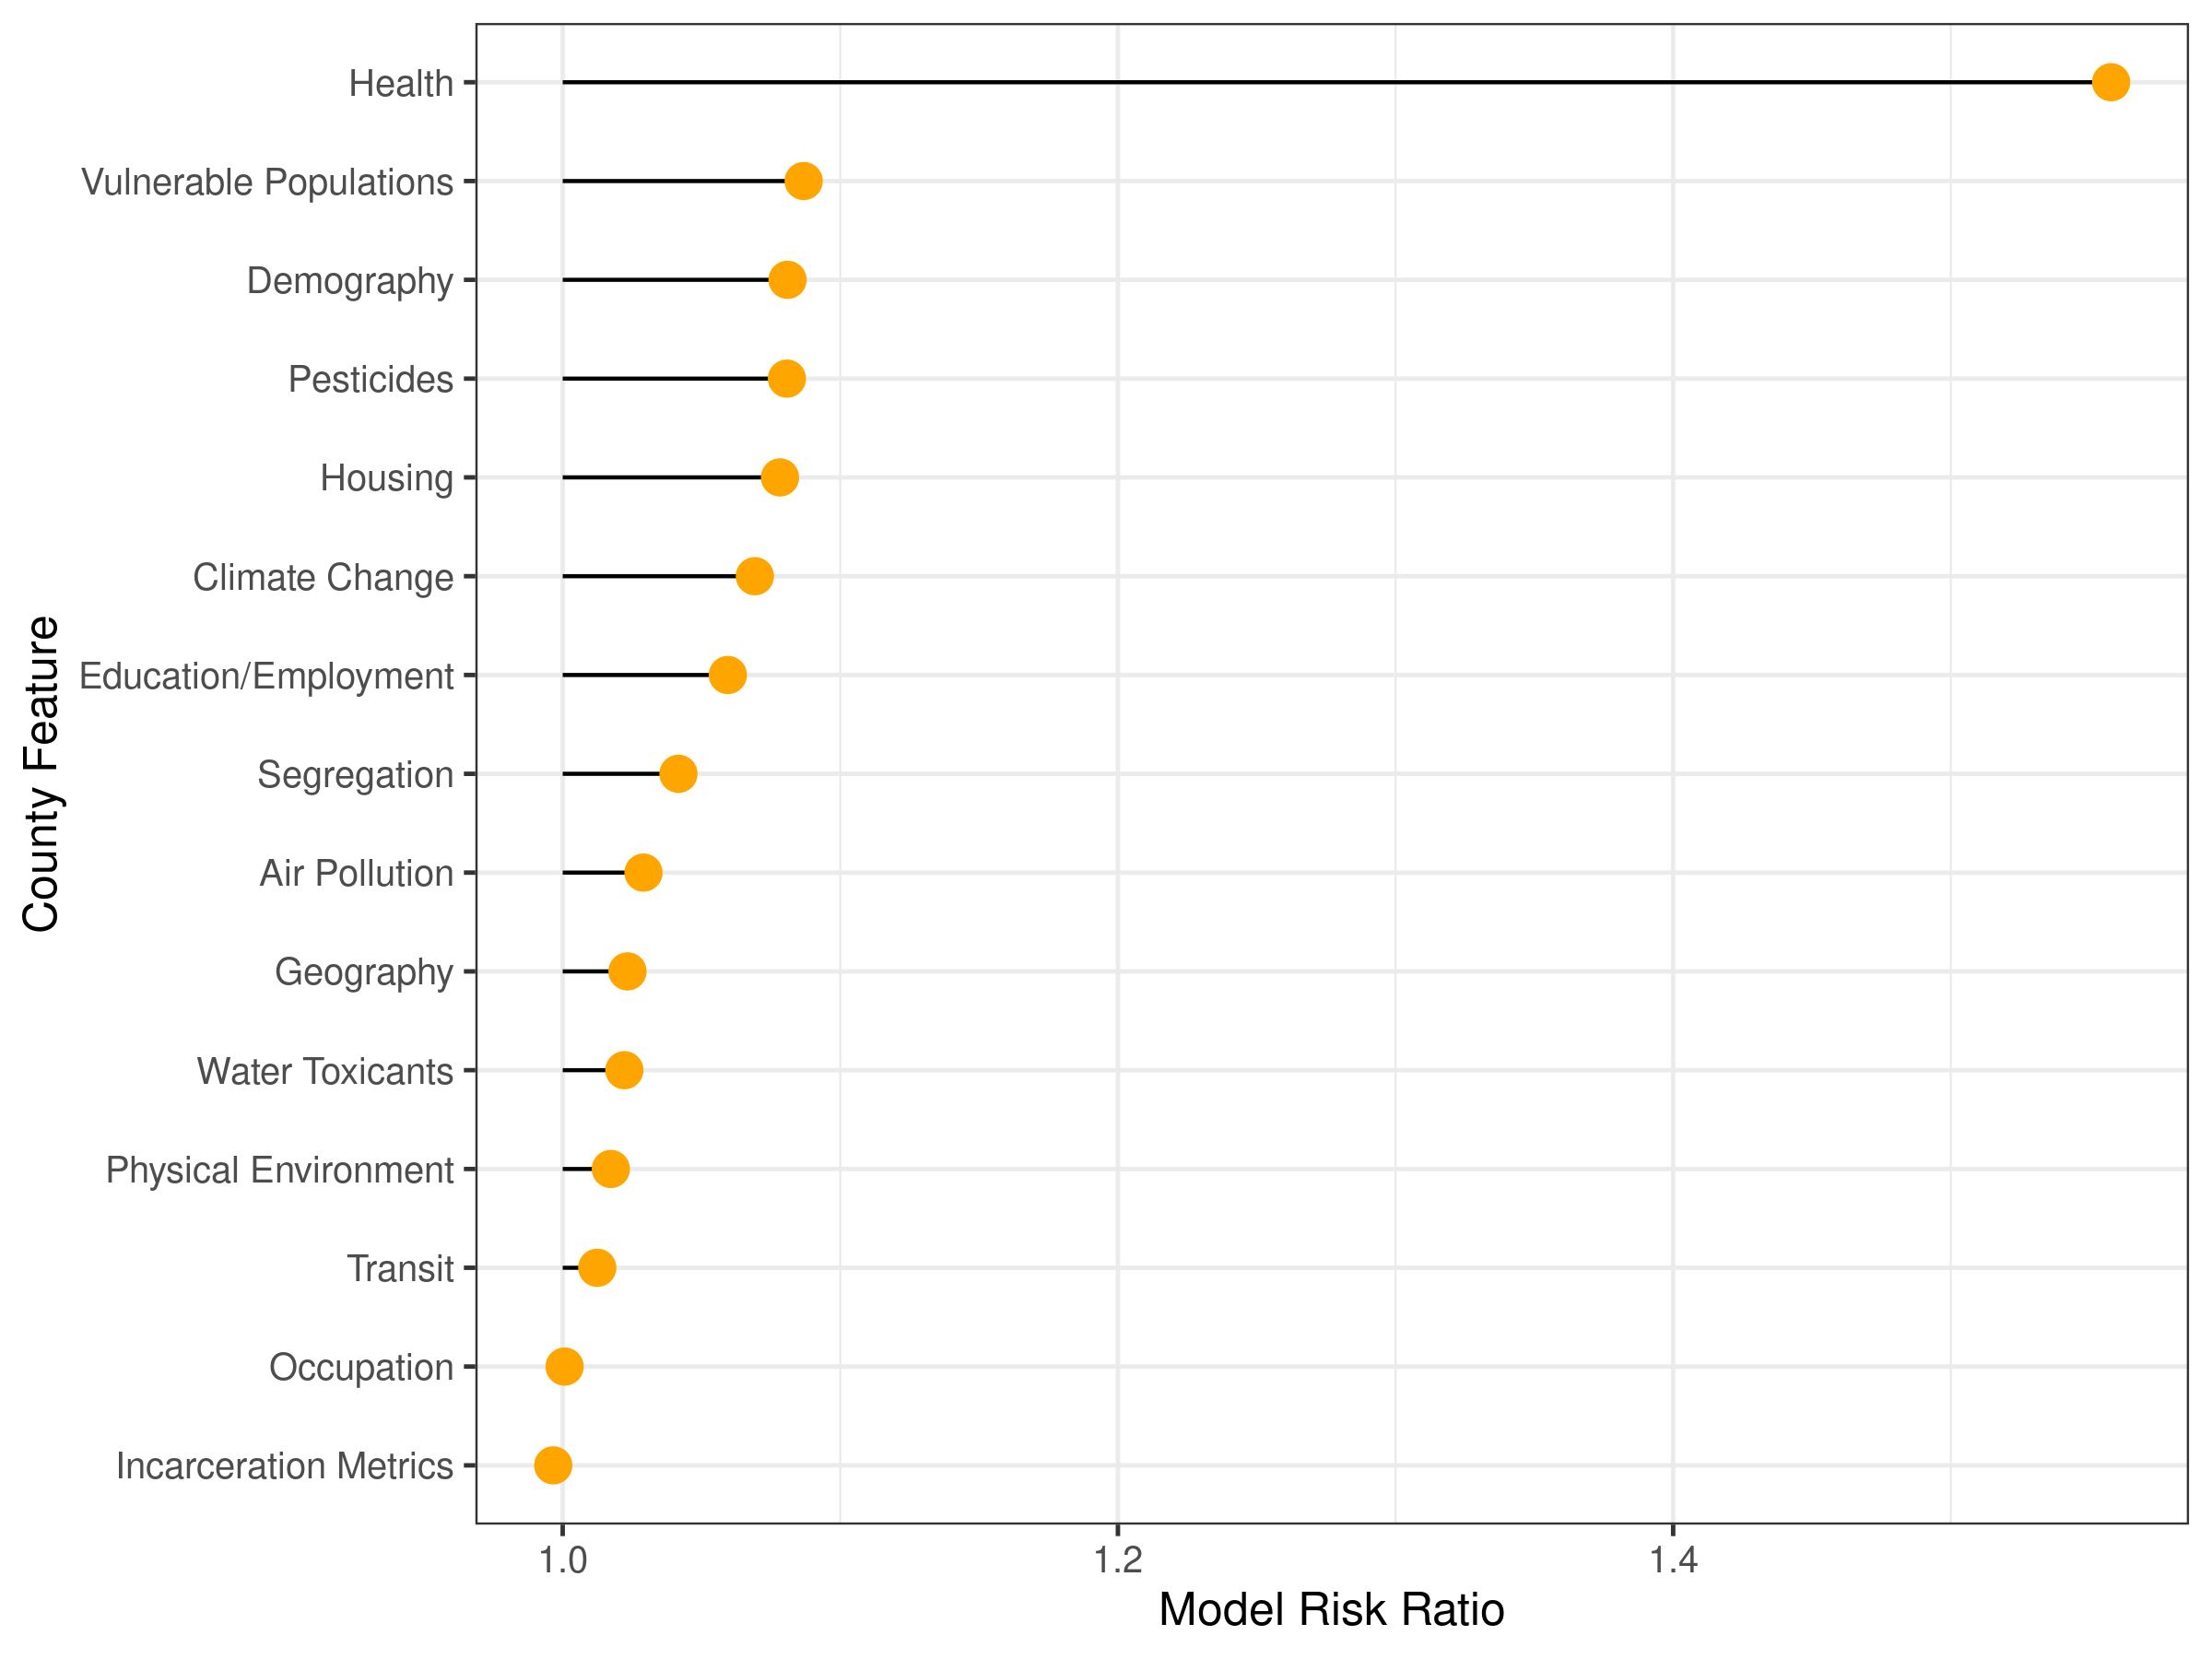 Health
Vulnerable Populations
Demography
Pesticides
Housing
Climate Change
Education/Employment
Segregation
Air Pollution
Geography
Water Toxicants
Physical Environment
Transit
Occupation
Incarceration Metrics
County Feature
1.0 1.2 1.4
Model Risk Ratio